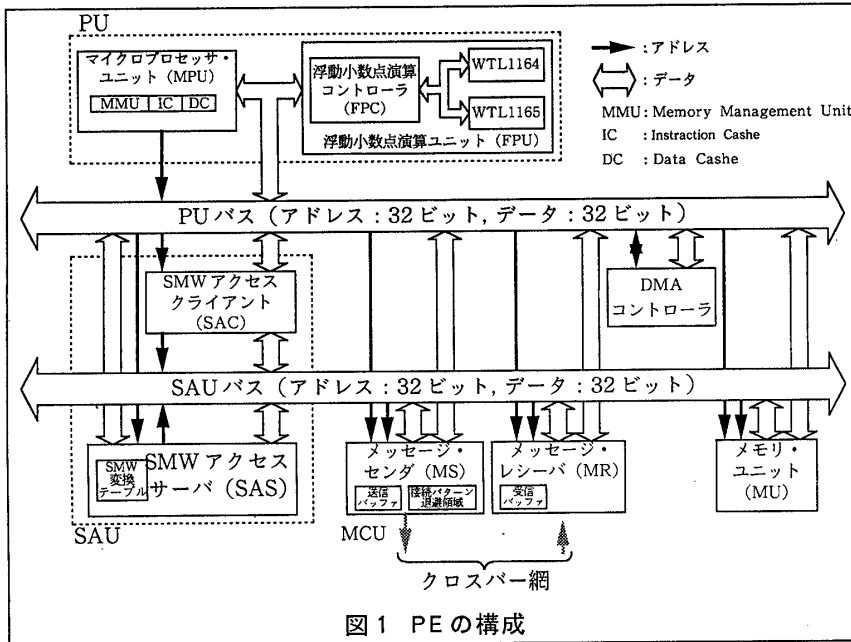 PU
マイクロプロセッサ・
ユニット (MPU)
MMU IC DC
浮動小数点演算
コントローラ
(FPC)
WTL1164
WTL1165
浮動小数点演算ユニット (FPU)
:アドレス
:データ
MMU : Memory Management Unit
IC : Instraction Cashe
DC : Data Cashe
PUバス (アドレス:32ビット, データ:32ビット)
SMWアクセス
クライアント
(SAC)
DMA
コントローラ
SAUバス (アドレス:32ビット, データ:32ビット)
SMW
変換
テーブル
SMWアクセス
サーバ (SAS)
SAU
メッセージ・
センダ (MS)
送信
バッファ
接続パターン
退避領域
メッセージ・
レシーバ (MR)
受信
バッファ
メモリ・
ユニット
(MU)
MCU
クロスバー網
図1 PEの構成